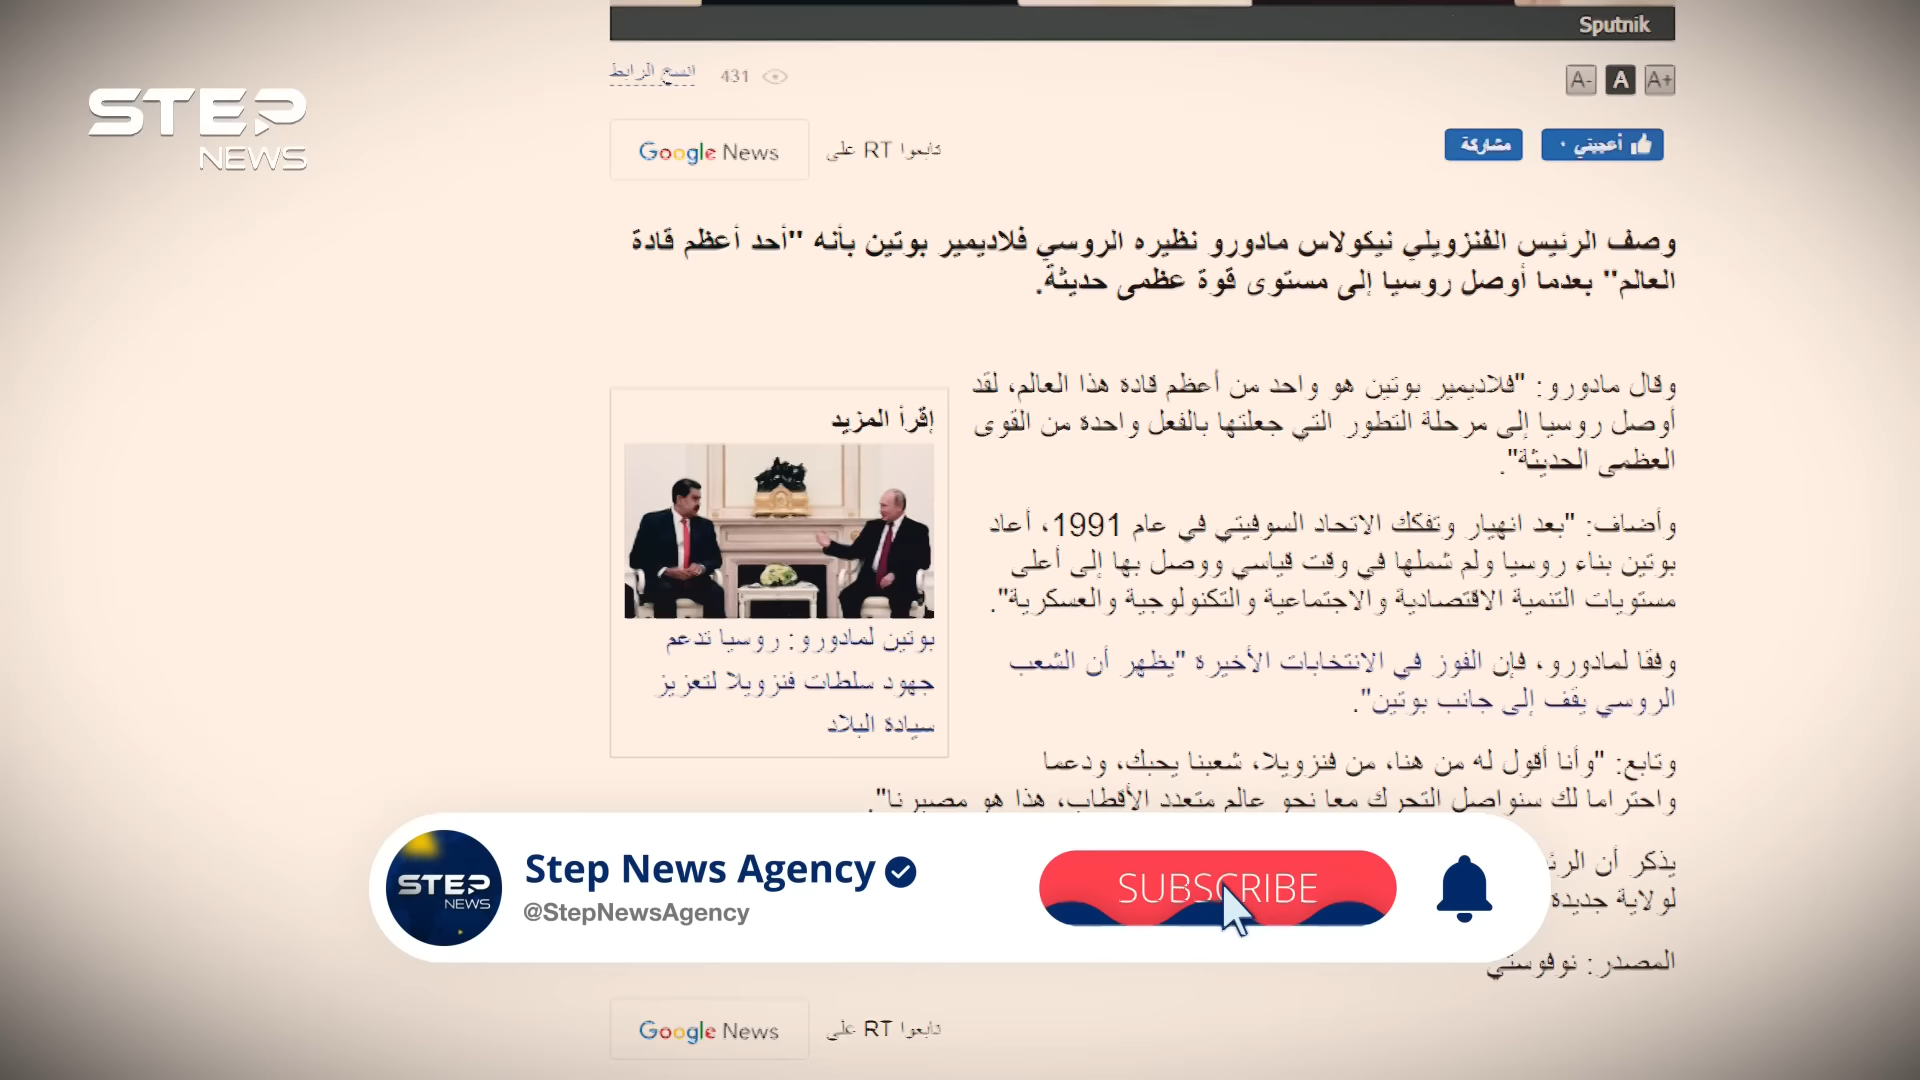 Sputnik
A- A A+
431 انسخ الرابط
STEP
NEWS
أعجبني ٠ مشاركة
تابعوا RT على Google News
وصف الرئيس الفنزويلي نيكولاس مادورو نظيره الروسي فلاديمير بوتين بأنه "أحد أعظم قادة
العالم" بعدما أوصل روسيا إلى مستوى قوة عظمى حديثة.
وقال مادورو: "فلاديمير بوتين هو واحد من أعظم قادة هذا العالم، لقد
أوصل روسيا إلى مرحلة التطور التي جعلتها بالفعل واحدة من القوى
العظمى الحديثة".
وأضاف: "بعد انهيار وتفكك الاتحاد السوفيتي في عام 1991، أعاد
بوتين بناء روسيا ولم شملها في وقت قياسي ووصل بها إلى أعلى
مستويات التنمية الاقتصادية والاجتماعية والتكنولوجية والعسكرية".
وفقا لمادورو، فإن الفوز في الانتخابات الأخيرة "يظهر أن الشعب
الروسي يقف إلى جانب بوتين".
إقرأ المزيد
بوتين لمادورو: روسيا تدعم
جهود سلطات فنزويلا لتعزيز
سيادة البلاد
وتابع: "وأنا أقول له من هنا، من فنزويلا، شعبنا يحبك، ودعما
واحتراما لك سنواصل التحرك معا نحو عالم متعدد الأقطاب، هذا هو مصيرنا".
يذكر أن
لولاية جديدة
المصدر: نوفوستي
STEP
NEWS
Step News Agency
@StepNewsAgency
SUBSCRIBE
تابعوا RT على Google News